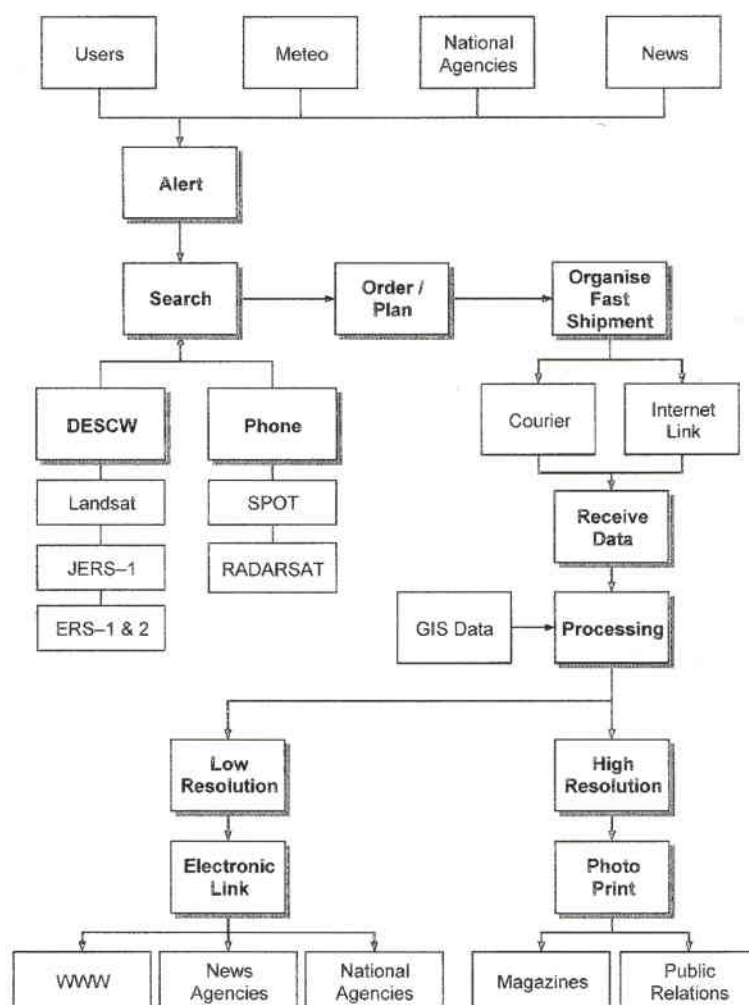 Users
Meteo
National
Agencies
News
Alert
Search
Order /
Plan
Organise
Fast
Shipment
DESCW
Phone
Courier
Internet
Link
Landsat
SPOT
Receive
Data
JERS–1
RADARSAT
ERS–1 & 2
GIS Data
Processing
Low
Resolution
High
Resolution
Electronic
Link
Photo
Print
WWW
News
Agencies
National
Agencies
Magazines
Public
Relations